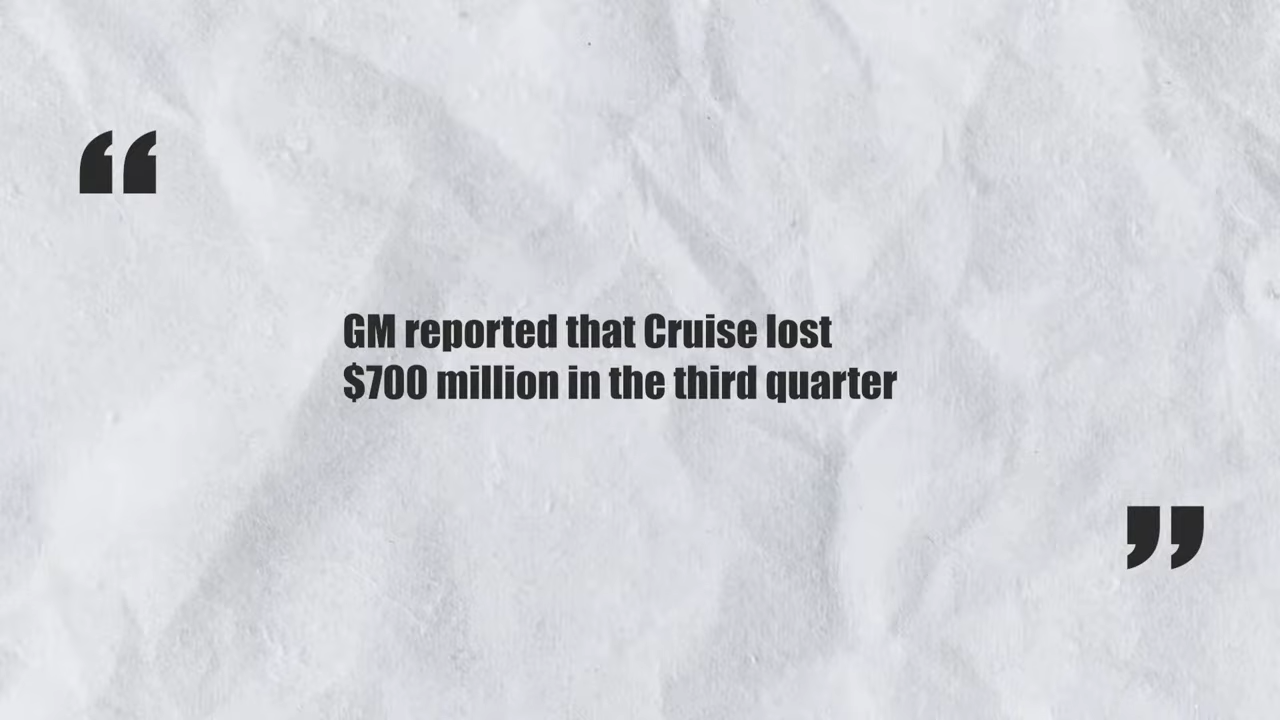 “
GM reported that Cruise lost
$700 million in the third quarter
”